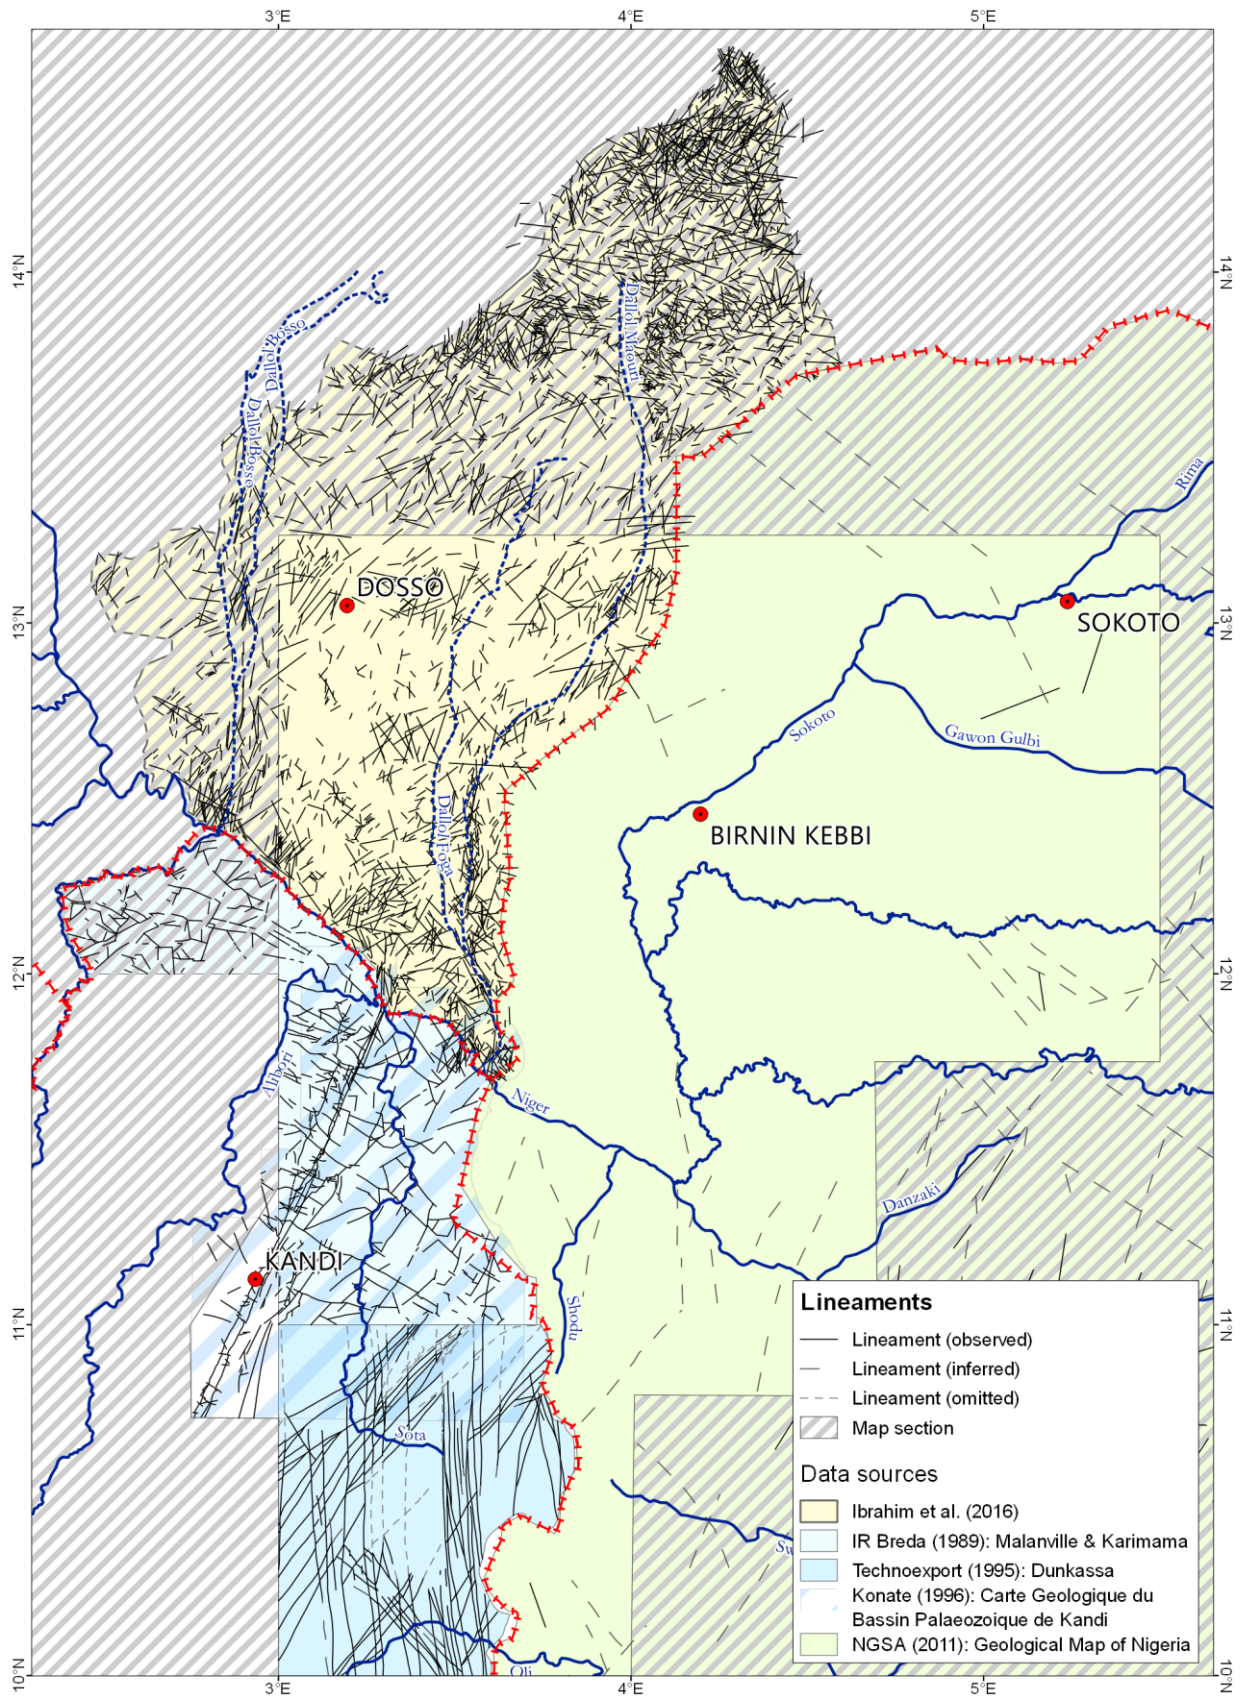 3°E
4°E
5°E
14°N
14°N
Dallol Maouri
Dallol Bosso
Dallol Bosso
Dallol Bosso
Rima
DOSSO
13°N
13°N
SOKOTO
Sokoto
Gawon Gulbi
Dallol Foga
BIRNIN KEBBI
12°N
12°N
Alibori
Niger
Danzaki
KANDI
Shodu
11°N
11°N
Sota
Sw
Oli
10°N
10°N
3°E
4°E
5°E
Lineaments
Lineament (observed)
Lineament (inferred)
Lineament (omitted)
Map section
Data sources
Ibrahim et al. (2016)
IR Breda (1989): Malanville & Karimama
Technoexport (1995): Dunkassa
Konate (1996): Carte Geologique du
Bassin Palaeozoique de Kandi
NGSA (2011): Geological Map of Nigeria